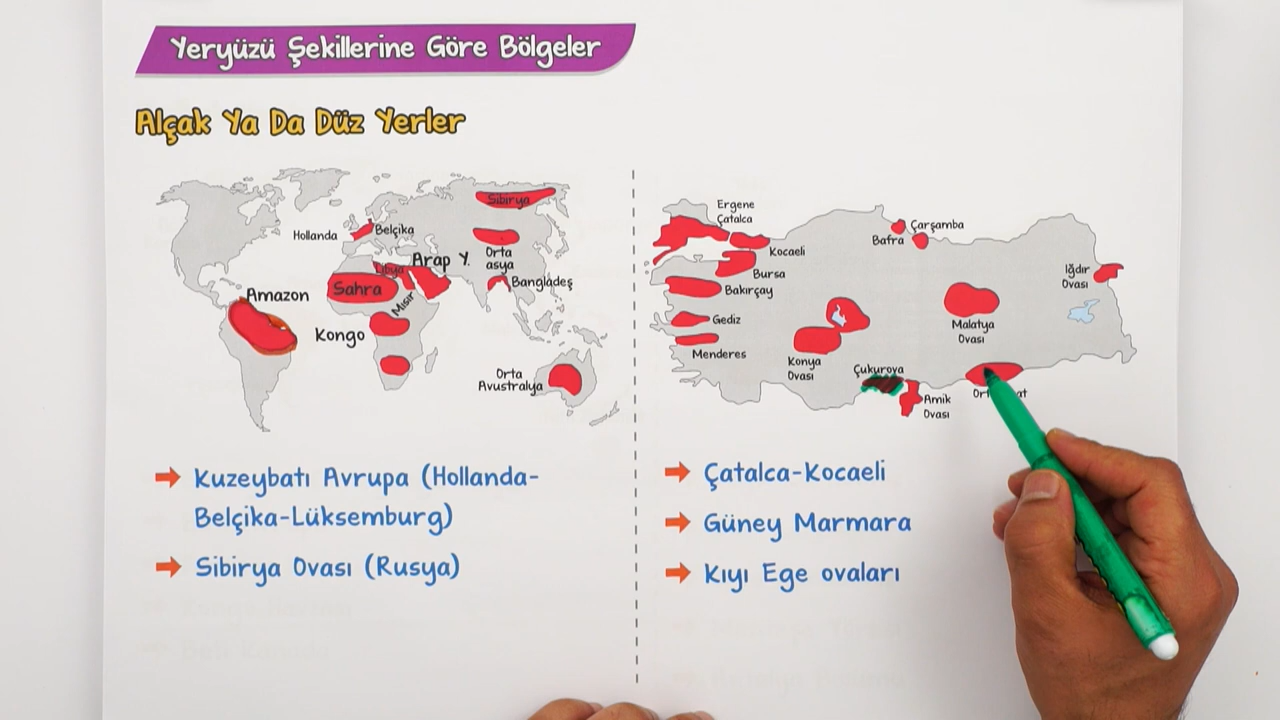 Yeryüzü Şekillerine Göre Bölgeler
Alçak Ya Da Düz Yerler
Sibirya
Hollanda
Belçika
Orta
asya
Arap Y.
Libya
Sahra
Mısır
Bangladeş
Amazon
Kongo
Orta
Avustralya
Ergene
Çatalca
Kocaeli
Bursa
Bakırçay
Gediz
Menderes
Bafra
Çarşamba
Iğdır
Ovası
Malatya
Ovası
Konya
Ovası
Çukurova
Amik
Ovası
Kuzeybatı Avrupa (Hollanda-
Belçika-Lüksemburg)
Sibirya Ovası (Rusya)
Çatalca-Kocaeli
Güney Marmara
Kıyı Ege ovaları